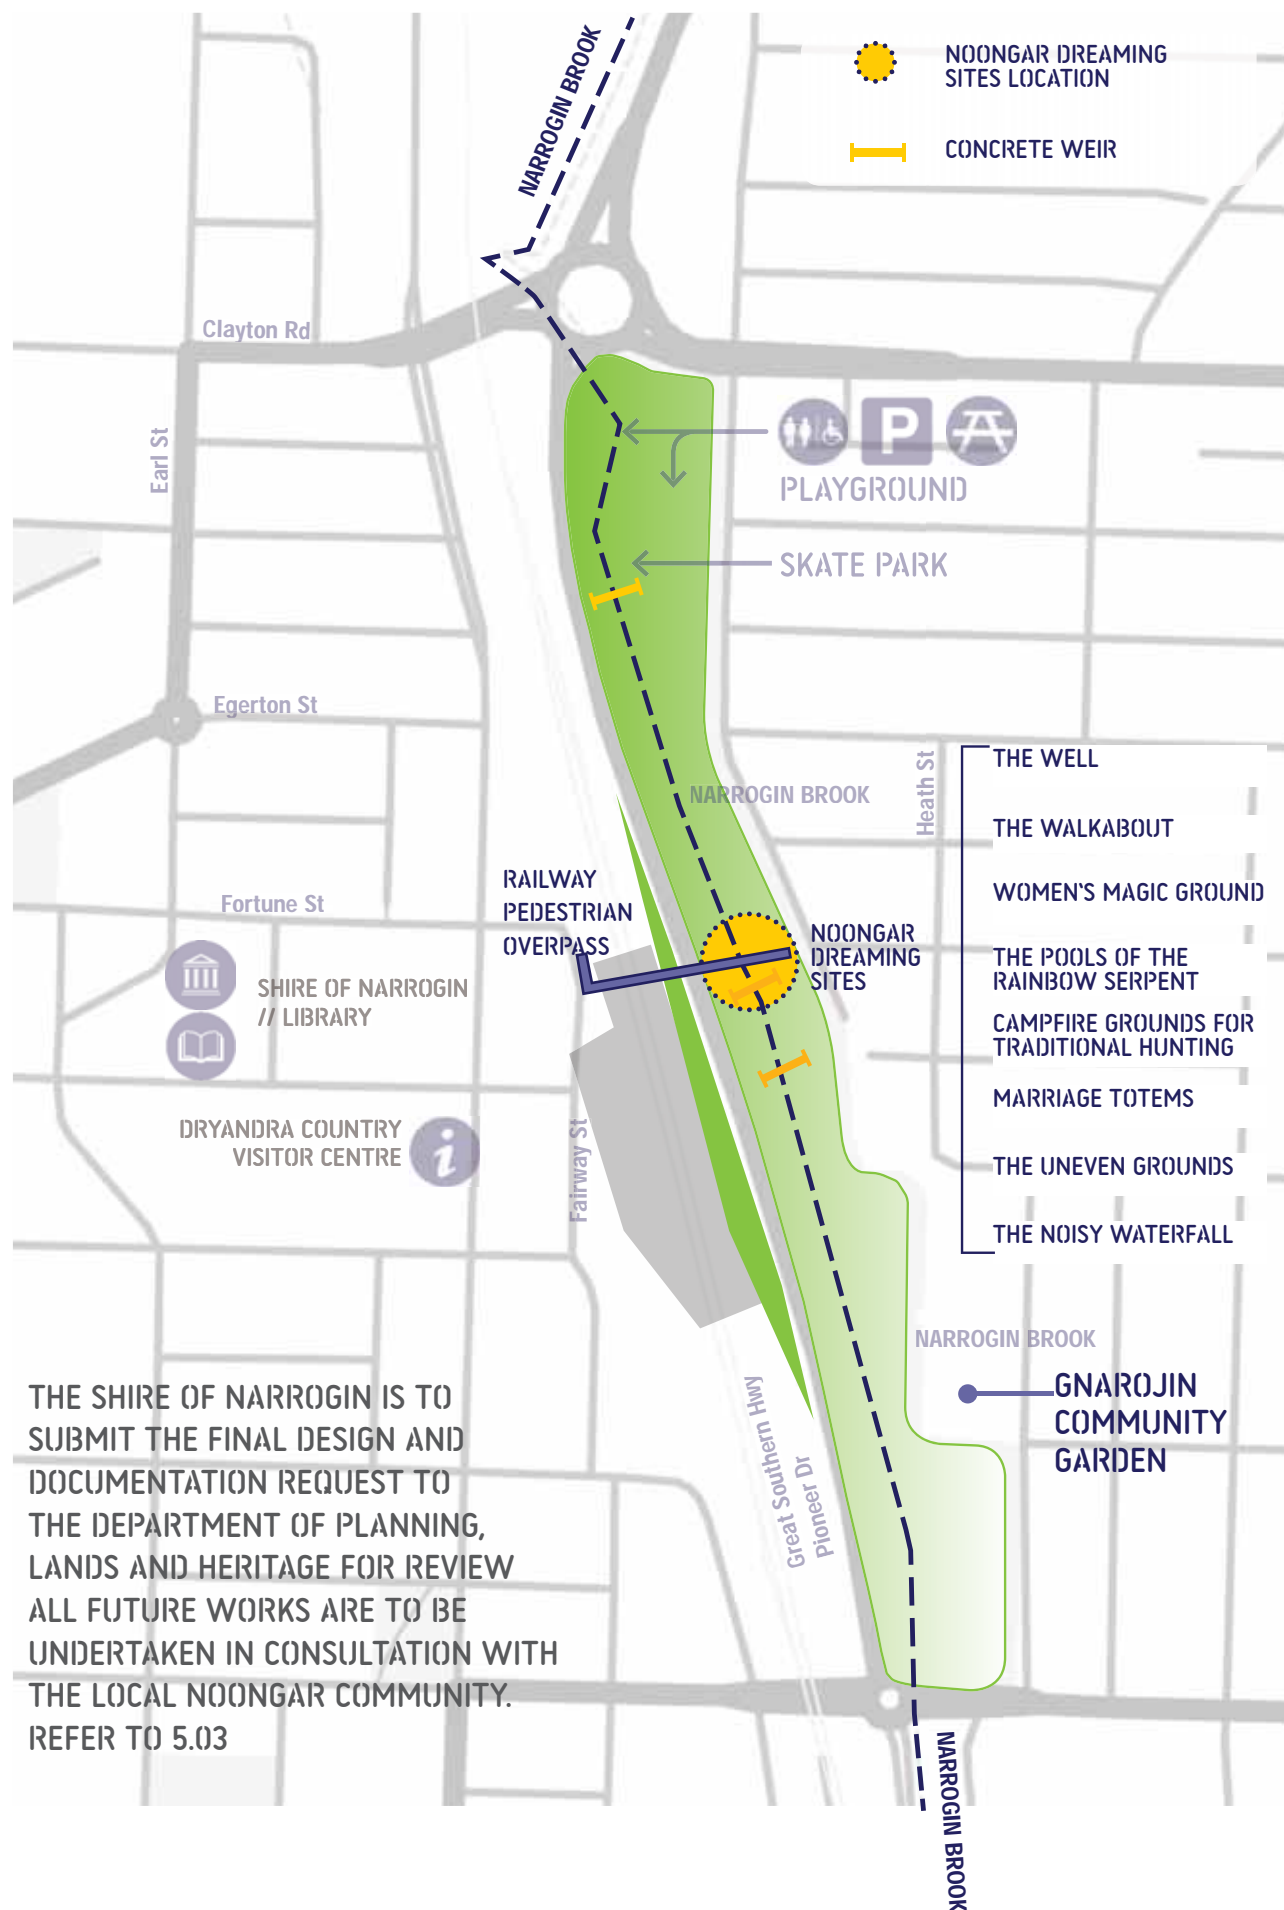 NARROGIN BROOK
NOONGAR DREAMING
SITES LOCATION
CONCRETE WEIR
Clayton Rd
Earl St
P
PLAYGROUND
SKATE PARK
Egerton St
NARROGIN BROOK
Heath St
THE WELL
THE WALKABOUT
WOMEN'S MAGIC GROUND
THE POOLS OF THE
RAINBOW SERPENT
CAMPFIRE GROUNDS FOR
TRADITIONAL HUNTING
MARRIAGE TOTEMS
THE UNEVEN GROUNDS
THE NOISY WATERFALL
RAILWAY
PEDESTRIAN
OVERPASS
Fortune St
NOONGAR
DREAMING
SITES
SHIRE OF NARROGIN
// LIBRARY
DRYANDRA COUNTRY
VISITOR CENTRE
i
Fairway St
NARROGIN BROOK
GNAROJIN
COMMUNITY
GARDEN
Great Southern Hwy
Pioneer Dr
THE SHIRE OF NARROGIN IS TO
SUBMIT THE FINAL DESIGN AND
DOCUMENTATION REQUEST TO
THE DEPARTMENT OF PLANNING,
LANDS AND HERITAGE FOR REVIEW
ALL FUTURE WORKS ARE TO BE
UNDERTAKEN IN CONSULTATION WITH
THE LOCAL NOONGAR COMMUNITY.
REFER TO 5.03
NARROGIN BROOK